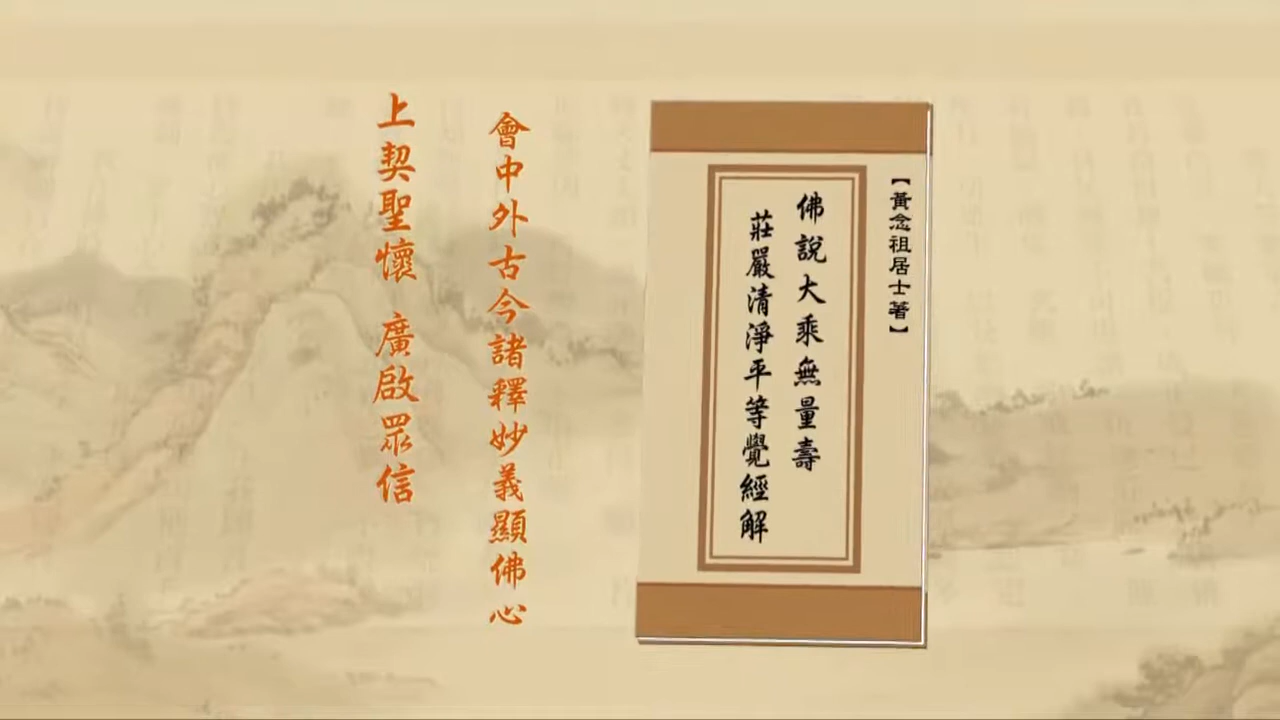 【黃念祖居士著】
佛說大乘無量壽
莊嚴清淨平等覺經解
會中外古今諸釋妙義顯佛心
上契聖懷 廣啟眾信